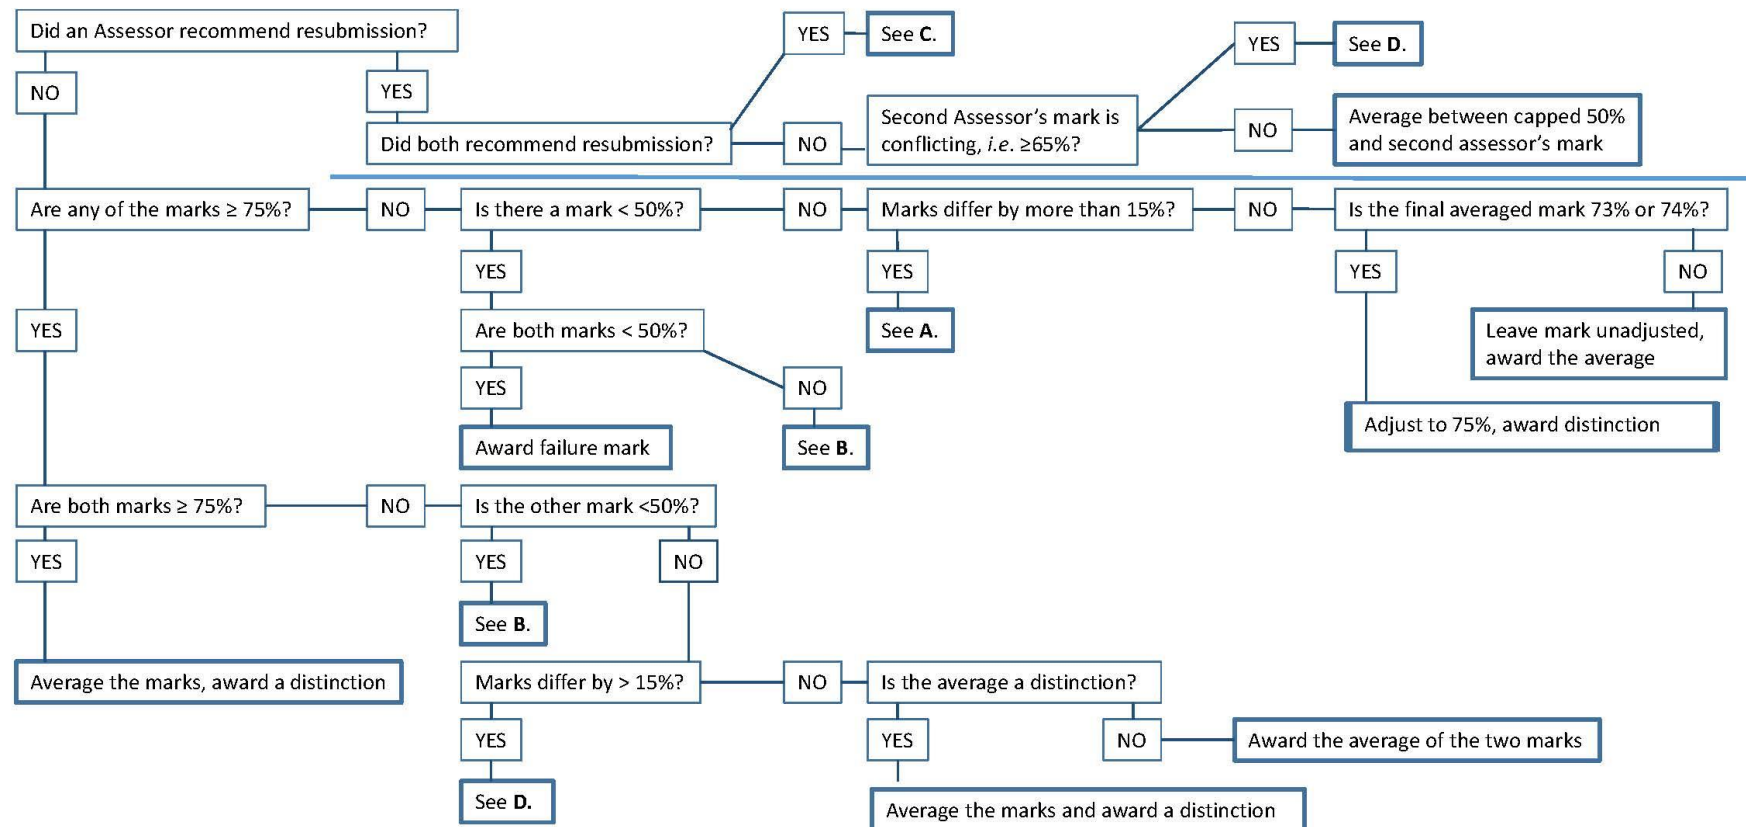 Did an Assessor recommend resubmission?
YES
See C.
YES
See D.
NO
YES
Did both recommend resubmission?
NO
Second Assessor’s mark is
conflicting, i.e. ≥65%?
NO
Average between capped 50%
and second assessor’s mark
Are any of the marks ≥ 75%?
NO
Is there a mark < 50%?
NO
Marks differ by more than 15%?
NO
Is the final averaged mark 73% or 74%?
YES
YES
YES
NO
YES
Are both marks < 50%?
See A.
Leave mark unadjusted,
award the average
YES
NO
Award failure mark
See B.
Adjust to 75%, award distinction
Are both marks ≥ 75%?
NO
Is the other mark <50%?
YES
YES
NO
See B.
Average the marks, award a distinction
Marks differ by > 15%?
NO
Is the average a distinction?
YES
YES
NO
Award the average of the two marks
See D.
Average the marks and award a distinction